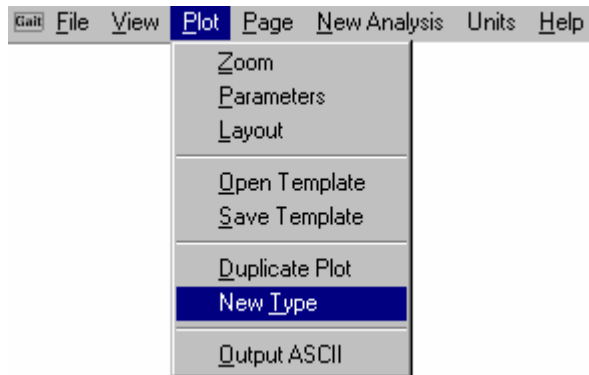 Gait File View Plot Page New Analysis Units Help
Zoom
Parameters
Layout
Open Template
Save Template
Duplicate Plot
New Type
Output ASCII